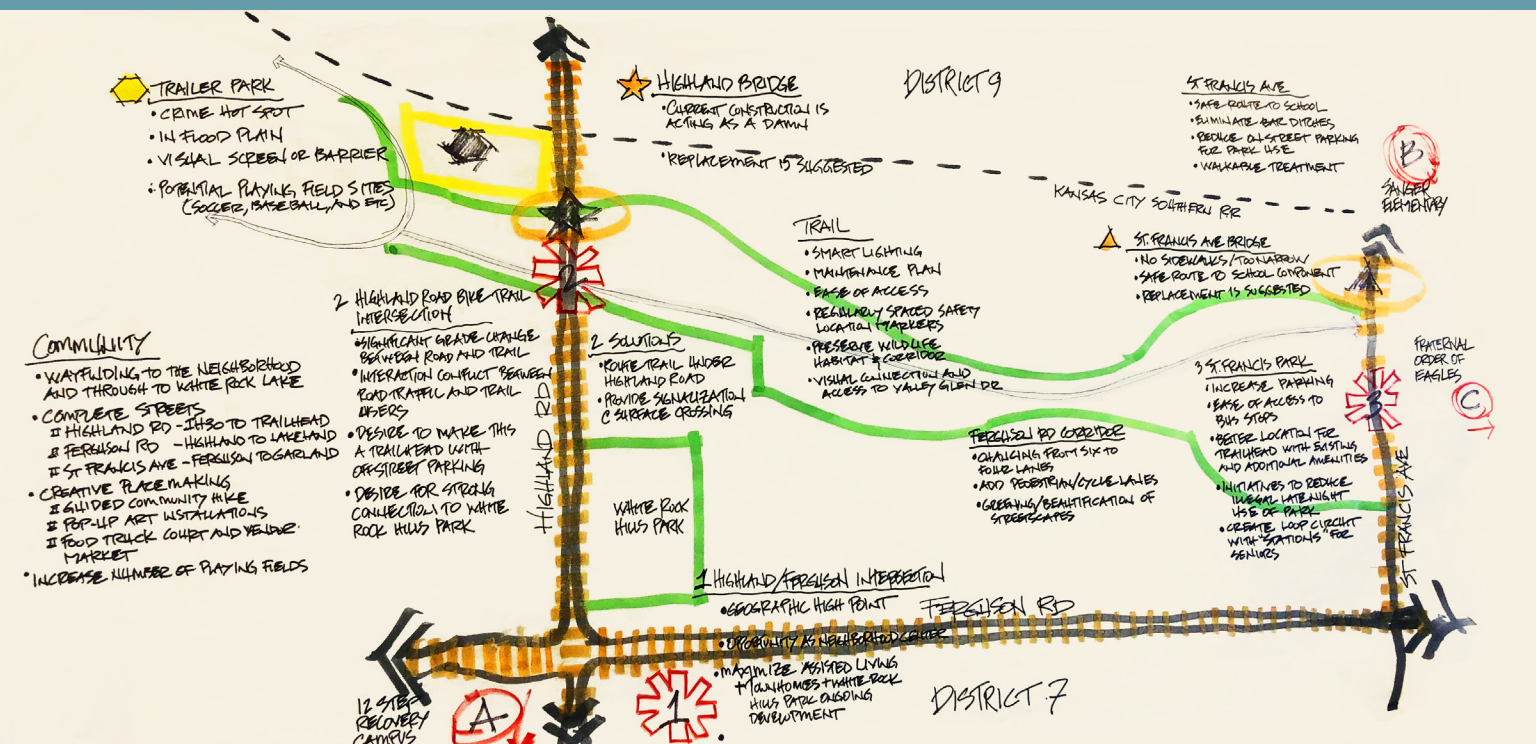 TRAILER PARK
• CRIME HOT SPOT
• IN FLOOD PLAIN
• VISUAL SCREEN OR BARRIER
• POTENTIAL PLAYING FIELD SITES
(SOCCER, BASEBALL, AND ETC)
HIGHLAND BRIDGE
• CURRENT CONSTRUCTION IS
ACTING AS A DAMN
• REPLACEMENT IS SUGGESTED
DISTRICT 9
ST FRANCIS AVE
• SAFE ROUTE TO SCHOOL
• ELIMINATE BAR DITCHES
• REDUCE ON STREET PARKING
FOR PARK USE
• WALKABLE TREATMENT
B
SANGER
ELEMENTARY
KANSAS CITY SOUTHERN RR
TRAIL
• SMART LIGHTING
• MAINTENANCE PLAN
• EASE OF ACCESS
• REGULARLY SPACED SAFETY
LOCATION MARKERS
• PRESERVE WILDLIFE
HABITAT & CORRIDOR
• VISUAL CONNECTION AND
ACCESS TO VALLEY GLEN DR
ST. FRANCIS AVE BRIDGE
• NO SIDEWALKS/TOO NARROW
• SAFE ROUTE TO SCHOOL COMPONENT
• REPLACEMENT IS SUGGESTED
2
2 HIGHLAND ROAD BIKE TRAIL
INTERSECTION
• SIGNIFICANT GRADE CHANGE
BETWEEN ROAD AND TRAIL
• INTERACTION CONFLICT BETWEEN
ROAD TRAFFIC AND TRAIL
USERS
• DESIRE TO MAKE THIS
A TRAILHEAD WITH
OFFSTREET PARKING
• DESIRE FOR STRONG
CONNECTION TO WHITE
ROCK HILLS PARK
2 SOLUTIONS
• ROUTE TRAIL UNDER
HIGHLAND ROAD
• PROVIDE SIGNALIZATION
@ SURFACE CROSSING
COMMUNITY
• WAYFINDING TO THE NEIGHBORHOOD
AND THROUGH TO WHITE ROCK LAKE
• COMPLETE STREETS
HIGHLAND RD - IH30 TO TRAILHEAD
FERGUSON RD - HIGHLAND TO LAKELAND
ST FRANCIS AVE - FERGUSON TO GARLAND
• CREATIVE PLACEMAKING
GUIDED COMMUNITY HIKE
POP-UP ART INSTALLATIONS
FOOD TRUCK COURT AND VENDOR
MARKET
• INCREASE NUMBER OF PLAYING FIELDS
HIGHLAND RD
WHITE ROCK
HILLS PARK
FERGUSON RD CORRIDOR
• CHANGING FROM SIX TO
FOUR LANES
• ADD PEDESTRIAN/CYCLE LANES
• GREENING/BEAUTIFICATION OF
STREETSCAPES
3 ST. FRANCIS PARK
• INCREASE PARKING
• EASE OF ACCESS TO
BUS STOPS
• BETER LOCATION FOR
TRAILHEAD WITH EXISTING
AND ADDITIONAL AMENITIES
• INITIATIVES TO REDUCE
ILLEGAL LATE NIGHT
USE OF PARK
• CREATE LOOP CIRCUIT
WITH "STATIONS" FOR
SENIORS
3
FRATERNAL
ORDER OF
EAGLES
C
ST FRANCIS AVE
1 HIGHLAND/FERGUSON INTERSECTION
• GEOGRAPHIC HIGH POINT
• OPPORTUNITY AS NEIGHBORHOOD CENTER
• MAXIMIZE ASSISTED LIVING
+ TOWNHOMES + WHITE ROCK
HILLS PARK ONGOING
DEVELOPMENT
FERGUSON RD
DISTRICT 7
12 STEP
RECOVERY
CAMPUS
A
1